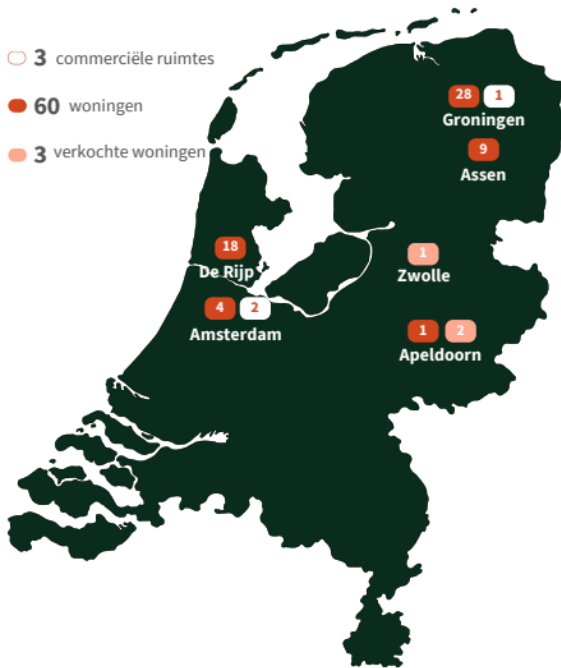 3 commerciële ruimtes
60 woningen
3 verkochte woningen
28 1
Groningen
9
Assen
18
De Rijp
1
Zwolle
4 2
Amsterdam
1 2
Apeldoorn